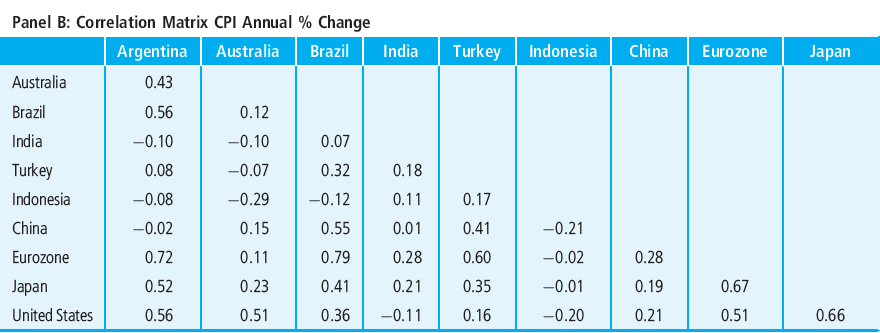 Panel B: Correlation Matrix CPI Annual % Change
Argentina Australia Brazil India Turkey Indonesia China Eurozone Japan
Australia 0.43
Brazil 0.56 0.12
India −0.10 −0.10 0.07
Turkey 0.08 −0.07 0.32 0.18
Indonesia −0.08 −0.29 −0.12 0.11 0.17
China −0.02 0.15 0.55 0.01 0.41 −0.21
Eurozone 0.72 0.11 0.79 0.28 0.60 −0.02 0.28
Japan 0.52 0.23 0.41 0.21 0.35 −0.01 0.19 0.67
United States 0.56 0.51 0.36 −0.11 0.16 −0.20 0.21 0.51 0.66